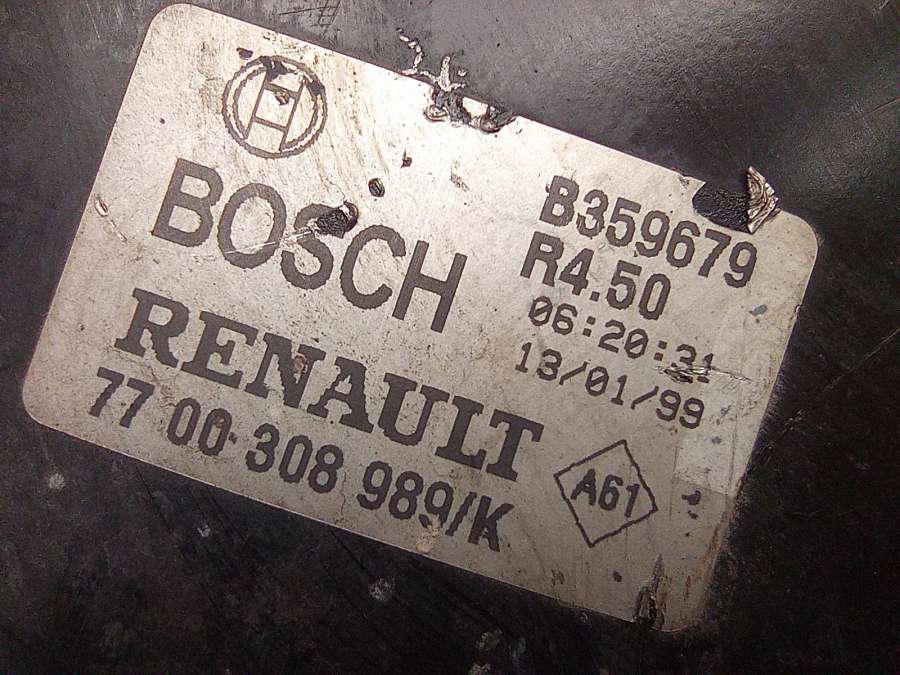 BOSCH
RENAULT
77 00 308 989/K
B359679
R4.50
06:20:31
13/01/99
A61